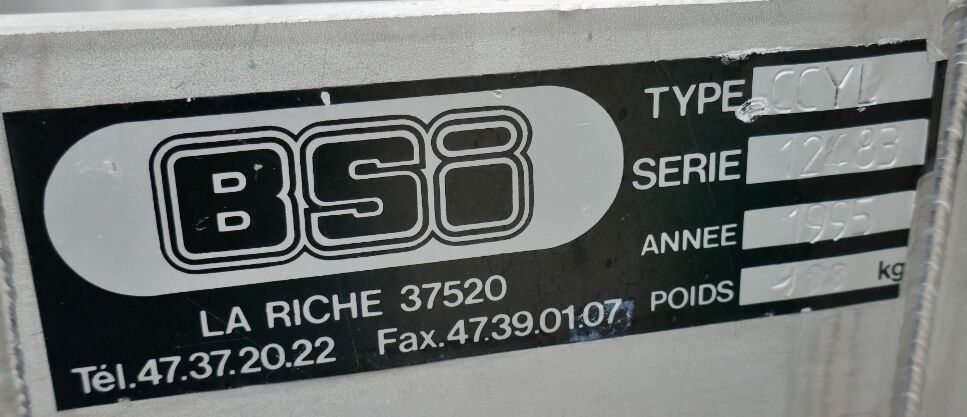 BSi
LA RICHE 37520
Tél.47.37.20.22 Fax.47.39.01.07
TYPE CCYL
SERIE 12483
ANNEE 1995
POIDS kg